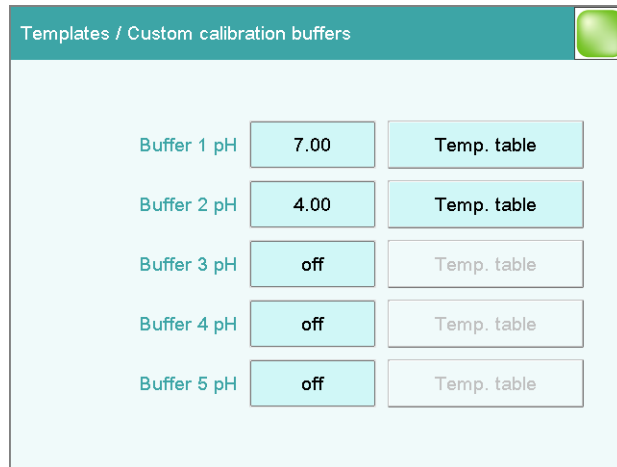 Templates / Custom calibration buffers
Buffer 1 pH 7.00 Temp. table
Buffer 2 pH 4.00 Temp. table
Buffer 3 pH off Temp. table
Buffer 4 pH off Temp. table
Buffer 5 pH off Temp. table